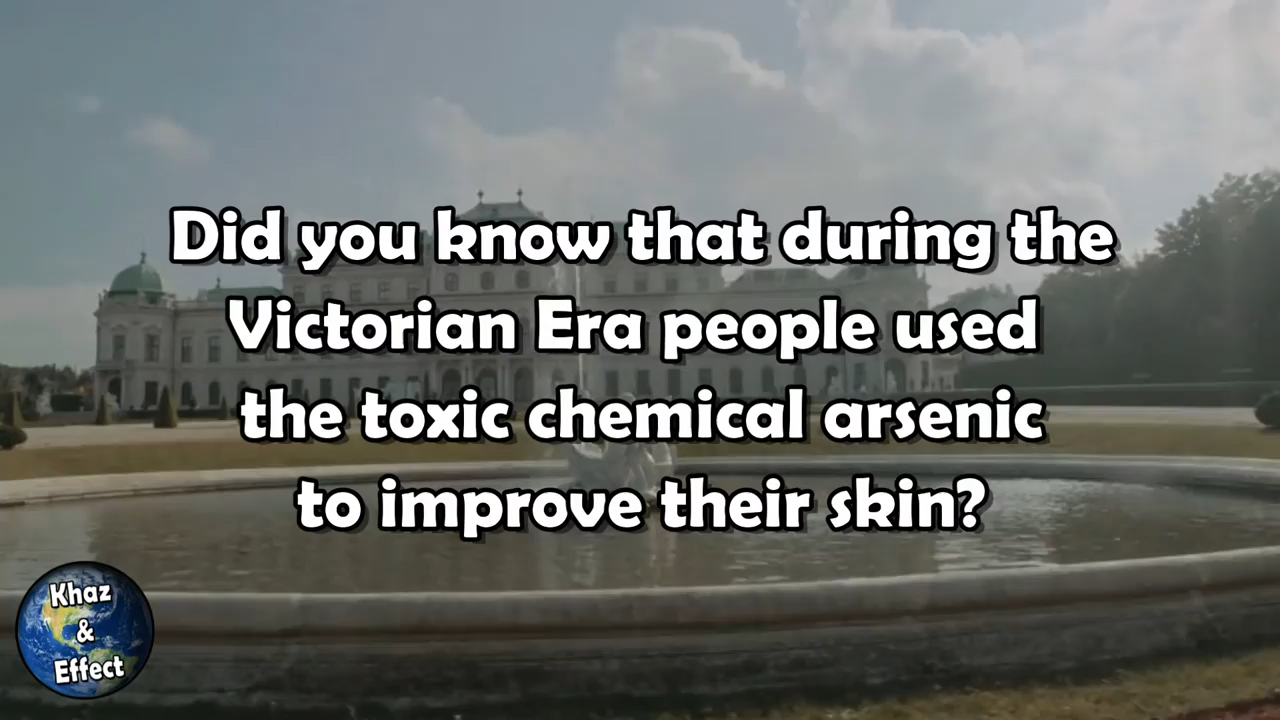 Did you know that during the
Victorian Era people used
the toxic chemical arsenic
to improve their skin?
Khaz
&
Effect